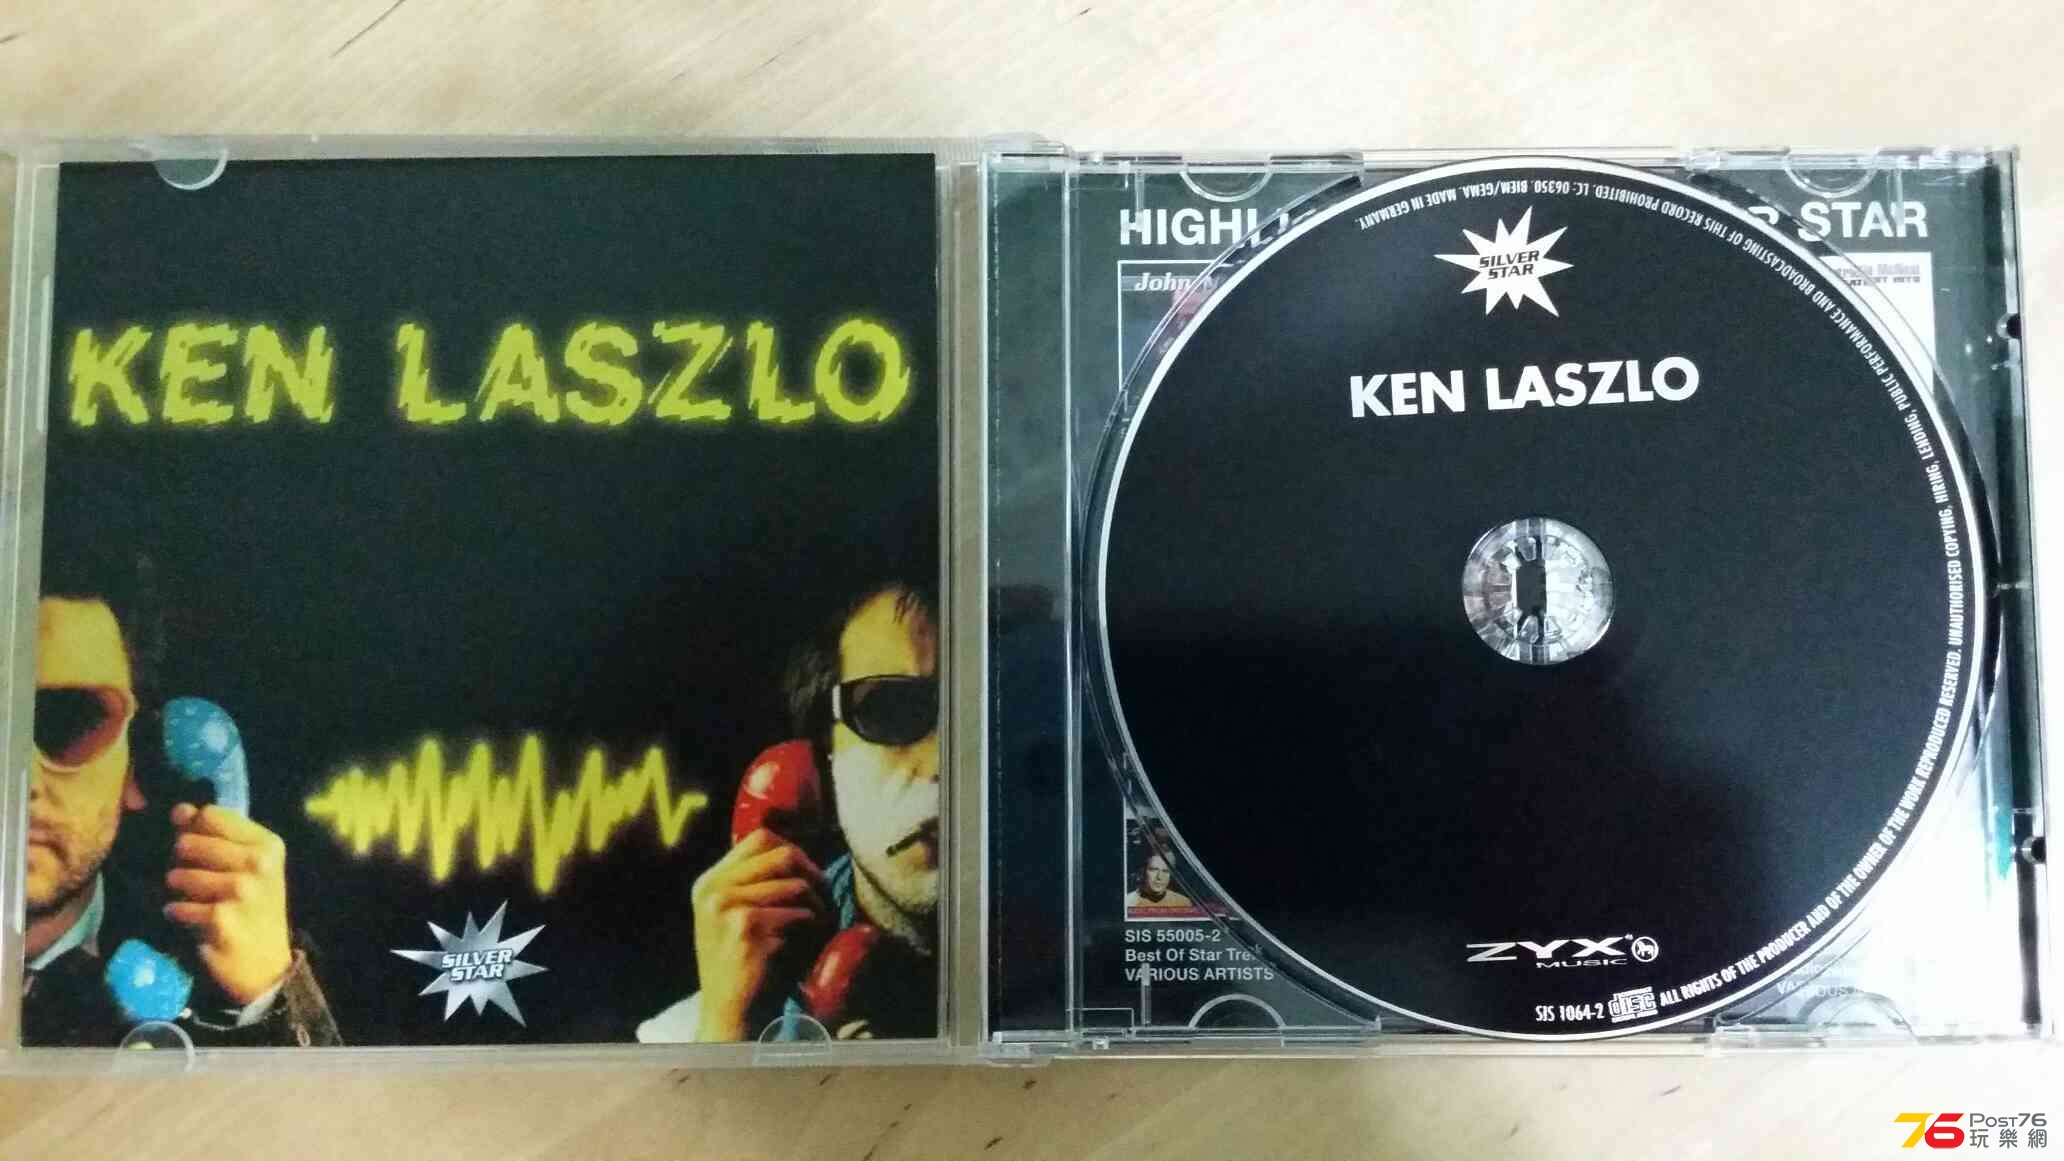 KEN LASZLO
SILVER
STAR
HIGHLI
STAR
John
SIS 55005-2
Best Of Star Tre
VARIOUS ARTISTS
SILVER
STAR
KEN LASZLO
ZYX
MUSIC
SIS 1064-2 disc ALL RIGHTS OF THE PRODUCER AND OF THE OWNER OF THE WORK REPRODUCED RESERVED. UNAUTHORISED COPYING, HIRING, LENDING, PUBLIC PERFORMANCE AND BROADCASTING OF THIS RECORD PROHIBITED. LC: 06350. BIEM/GEMA. MADE IN GERMANY.
76 POST76
玩樂網